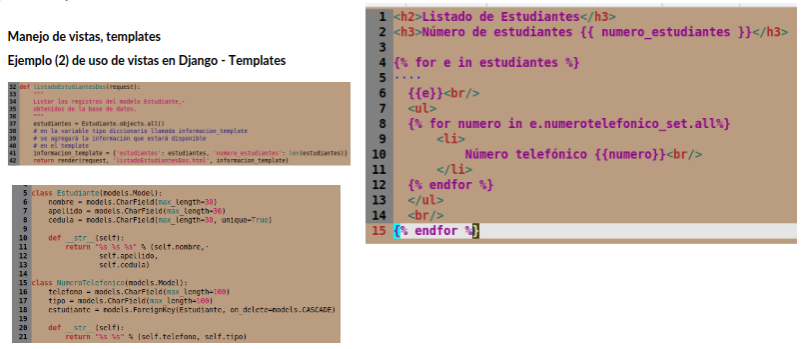 Manejo de vistas, templates
Ejemplo (2) de uso de vistas en Django - Templates
32 def listadoEstudiantesDos(request):
33 """
34 Listar los registros del modelo Estudiante,
35 obtenidos de la base de datos.
36 """
37 estudiantes = Estudiante.objects.all()
38 # en la variable tipo diccionario llamada informacion_template
39 # se agregará la información que estará disponible
40 # en el template
41 informacion_template = {'estudiantes': estudiantes, 'numero_estudiantes': len(estudiantes)}
42 return render(request, 'listadoEstudiantesDos.html', informacion_template)
5 class Estudiante(models.Model):
6 nombre = models.CharField(max_length=30)
7 apellido = models.CharField(max_length=30)
8 cedula = models.CharField(max_length=30, unique=True)
9
10 def __str__(self):
11 return "%s %s %s" % (self.nombre,
12 self.apellido,
13 self.cedula)
14
15 class NumeroTelefonico(models.Model):
16 telefono = models.CharField(max_length=100)
17 tipo = models.CharField(max_length=100)
18 estudiante = models.ForeignKey(Estudiante, on_delete=models.CASCADE)
19
20 def __str__(self):
21 return "%s %s" % (self.telefono, self.tipo)
1 <h2>Listado de Estudiantes</h3>
2 <h3>Número de estudiantes {{ numero_estudiantes }}</h3>
3
4 {% for e in estudiantes %}
5 ....
6 {{e}}<br/>
7 <ul>
8 {% for numero in e.numerotelefonico_set.all%}
9 <li>
10 Número telefónico {{numero}}<br/>
11 </li>
12 {% endfor %}
13 </ul>
14 <br/>
15 {% endfor %}